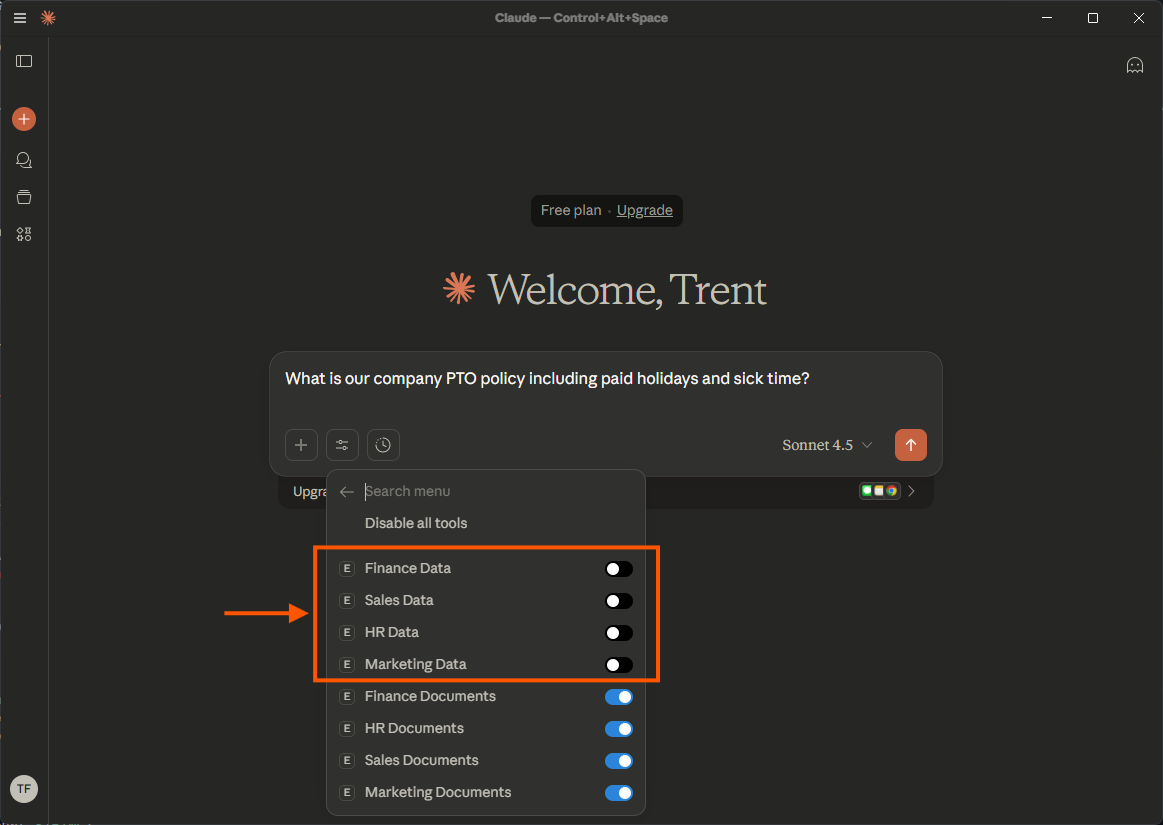 Claude — Control+Alt+Space
Free plan · Upgrade
Welcome, Trent
What is our company PTO policy including paid holidays and sick time?
Sonnet 4.5
Upgra
Search menu
Disable all tools
E Finance Data
E Sales Data
E HR Data
E Marketing Data
E Finance Documents
E HR Documents
E Sales Documents
E Marketing Documents
TF